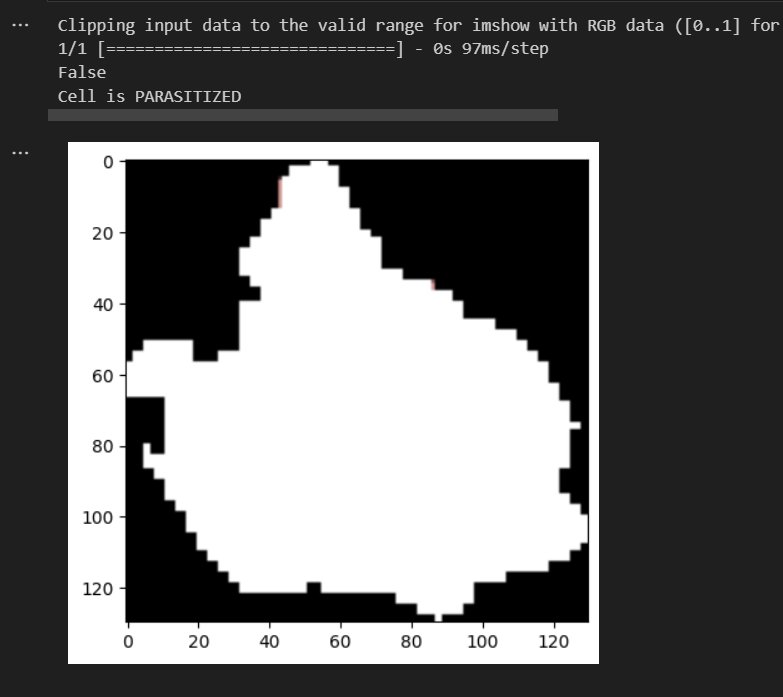 Clipping input data to the valid range for imshow with RGB data ([0..1] for
1/1 [==============================] - 0s 97ms/step
False
Cell is PARASITIZED
0
20
40
60
80
100
120
0 20 40 60 80 100 120